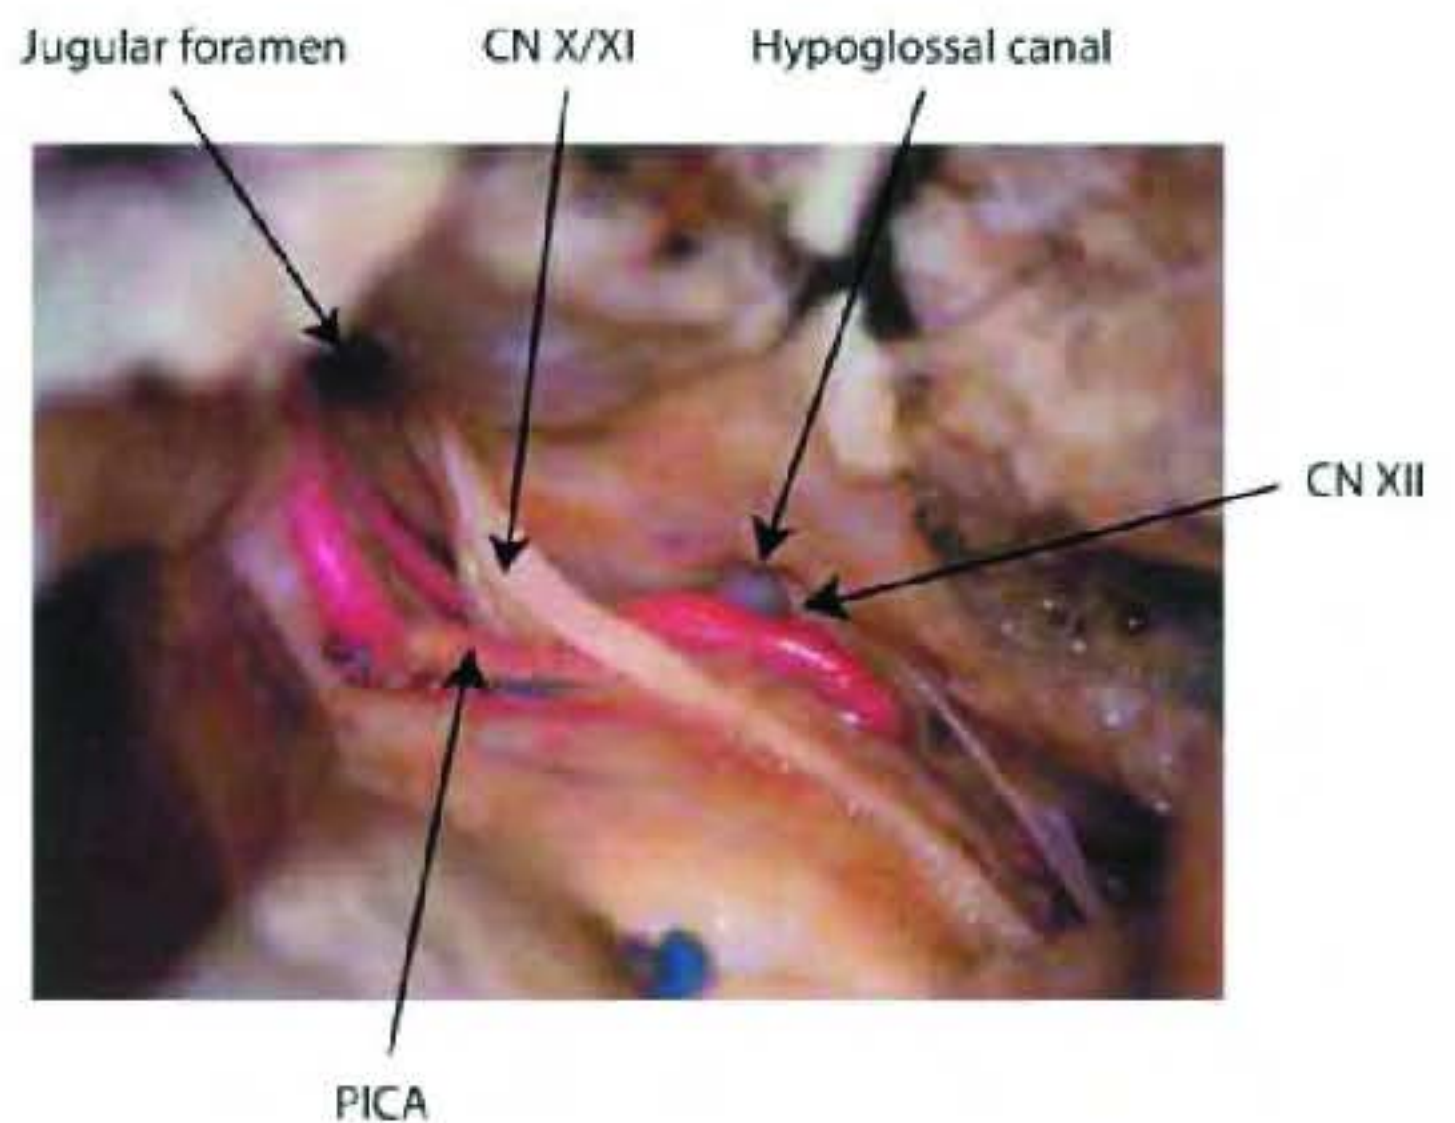 Jugular foramen
CN X/XI
Hypoglossal canal
CN XII
PICA